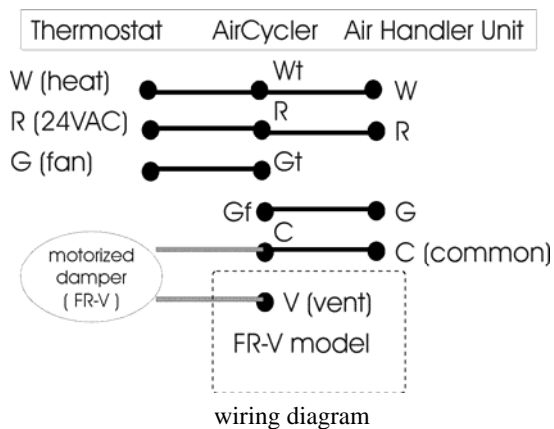 Thermostat AirCycler Air Handler Unit
W (heat) Wt W
R (24VAC) R R
G (fan) Gt
Gf G
C C (common)
motorized
damper
( FR-V )
V (vent)
FR-V model
wiring diagram